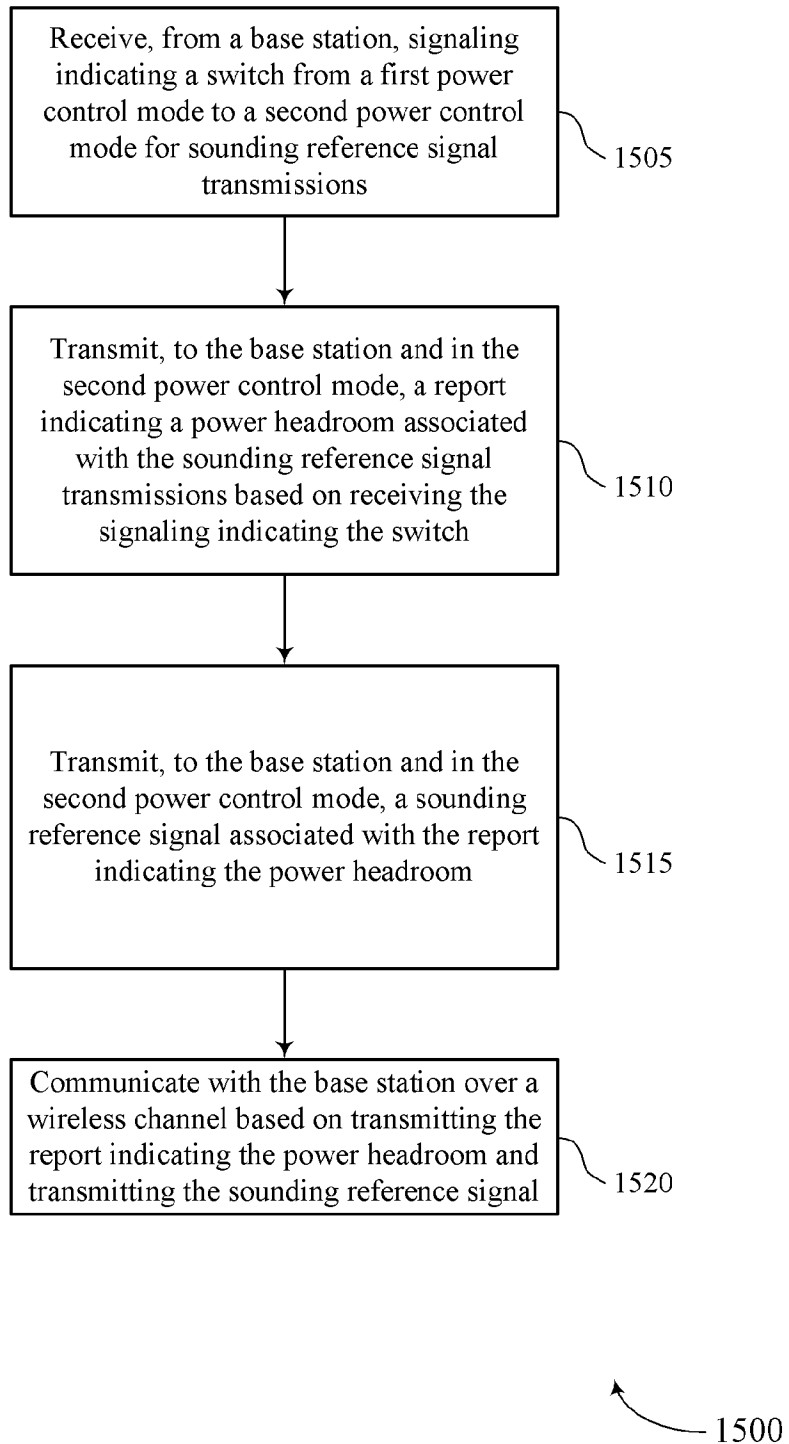 Receive, from a base station, signaling
indicating a switch from a first power
control mode to a second power control
mode for sounding reference signal
transmissions
1505
Transmit, to the base station and in the
second power control mode, a report
indicating a power headroom associated
with the sounding reference signal
transmissions based on receiving the
signaling indicating the switch
1510
Transmit, to the base station and in the
second power control mode, a sounding
reference signal associated with the report
indicating the power headroom
1515
Communicate with the base station over a
wireless channel based on transmitting the
report indicating the power headroom and
transmitting the sounding reference signal
1520
1500